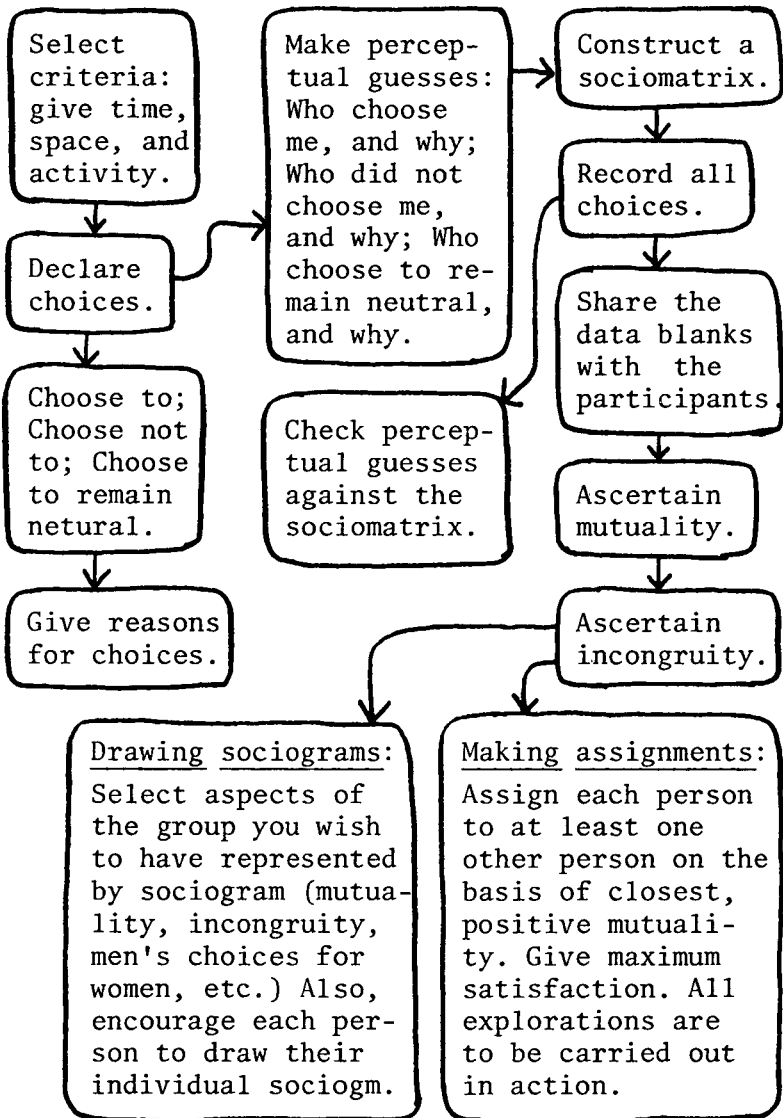 Select
criteria:
give time,
space, and
activity.
Declare
choices.
Choose to;
Choose not
to; Choose
to remain
netural.
Give reasons
for choices.
Make percep-
tual guesses:
Who choose
me, and why;
Who did not
choose me,
and why; Who
choose to re-
main neutral,
and why.
Construct a
sociomatrix.
Record all
choices.
Check percep-
tual guesses
against the
sociomatrix.
Share the
data blanks
with the
participants.
Ascertain
mutuality.
Ascertain
incongruity.
Drawing sociograms:
Select aspects of
the group you wish
to have represented
by sociogram (mutua-
lity, incongruity,
men's choices for
women, etc.) Also,
encourage each per-
son to draw their
individual sociogm.
Making assignments:
Assign each person
to at least one
other person on the
basis of closest,
positive mutuali-
ty. Give maximum
satisfaction. All
explorations are
to be carried out
in action.